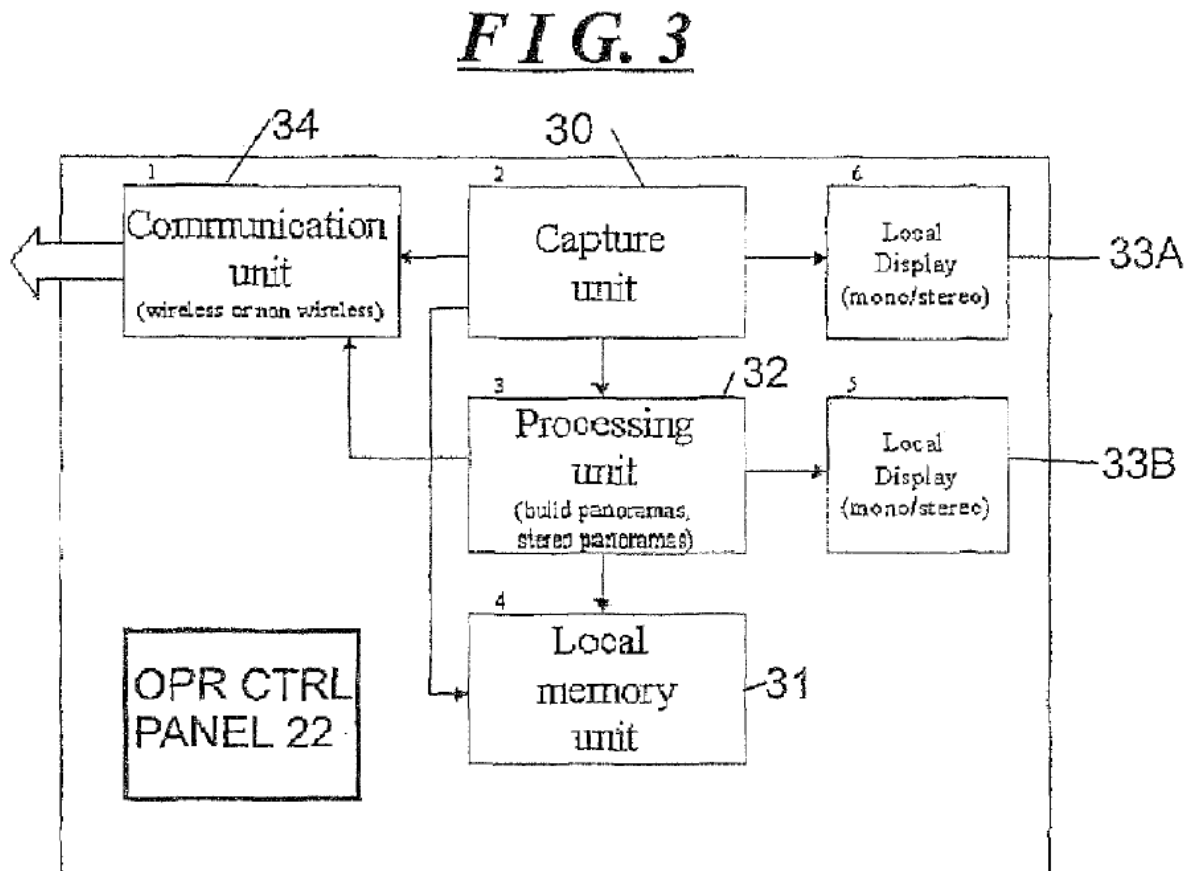 FIG. 3
34
30
1
Communication
unit
(wireless or non wireless)
2
Capture
unit
6
Local
Display
(mono/stereo)
33A
3
32
Processing
unit
(bulid panoramas,
stereo panoramas)
5
Local
Display
(mono/stereo)
33B
4
Local
memory
unit
31
OPR CTRL
PANEL 22